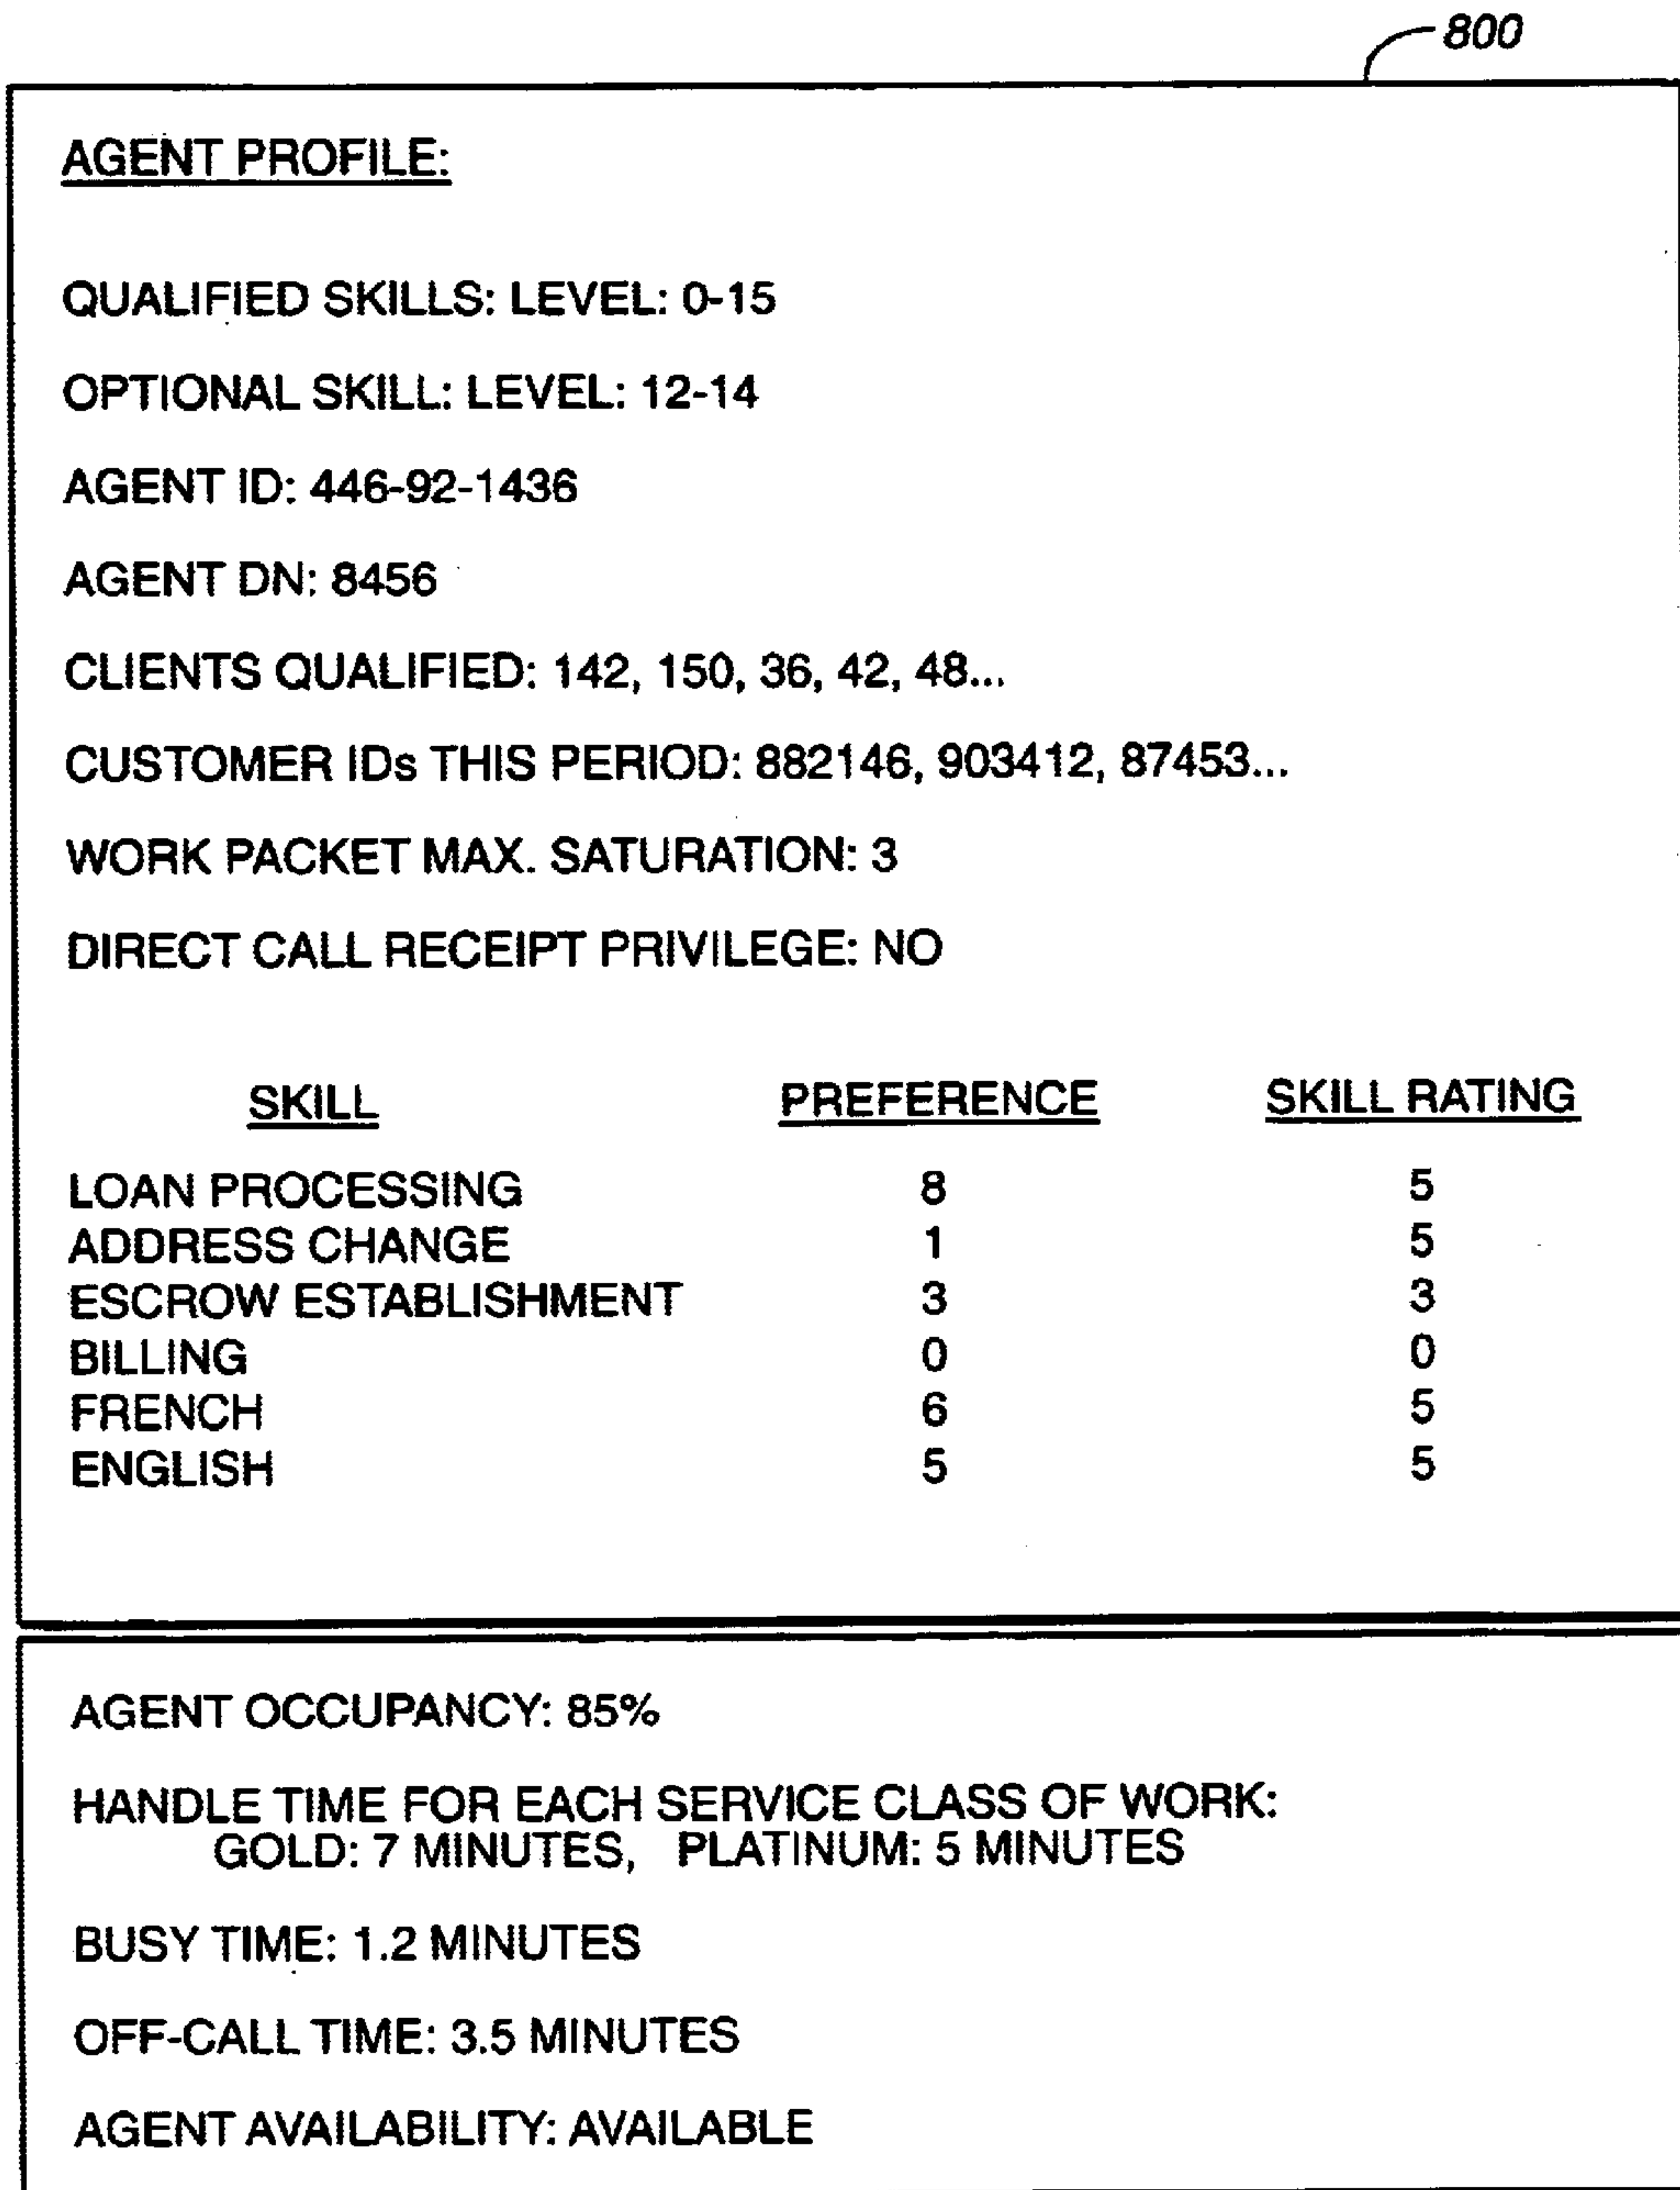 800
AGENT PROFILE:
QUALIFIED SKILLS: LEVEL: 0-15
OPTIONAL SKILL: LEVEL: 12-14
AGENT ID: 446-92-1436
AGENT DN: 8456
CLIENTS QUALIFIED: 142, 150, 36, 42, 48...
CUSTOMER IDs THIS PERIOD: 882146, 903412, 87453...
WORK PACKET MAX. SATURATION: 3
DIRECT CALL RECEIPT PRIVILEGE: NO
SKILL PREFERENCE SKILL RATING
LOAN PROCESSING 8 5
ADDRESS CHANGE 1 5
ESCROW ESTABLISHMENT 3 3
BILLING 0 0
FRENCH 6 5
ENGLISH 5 5
AGENT OCCUPANCY: 85%
HANDLE TIME FOR EACH SERVICE CLASS OF WORK:
GOLD: 7 MINUTES, PLATINUM: 5 MINUTES
BUSY TIME: 1.2 MINUTES
OFF-CALL TIME: 3.5 MINUTES
AGENT AVAILABILITY: AVAILABLE